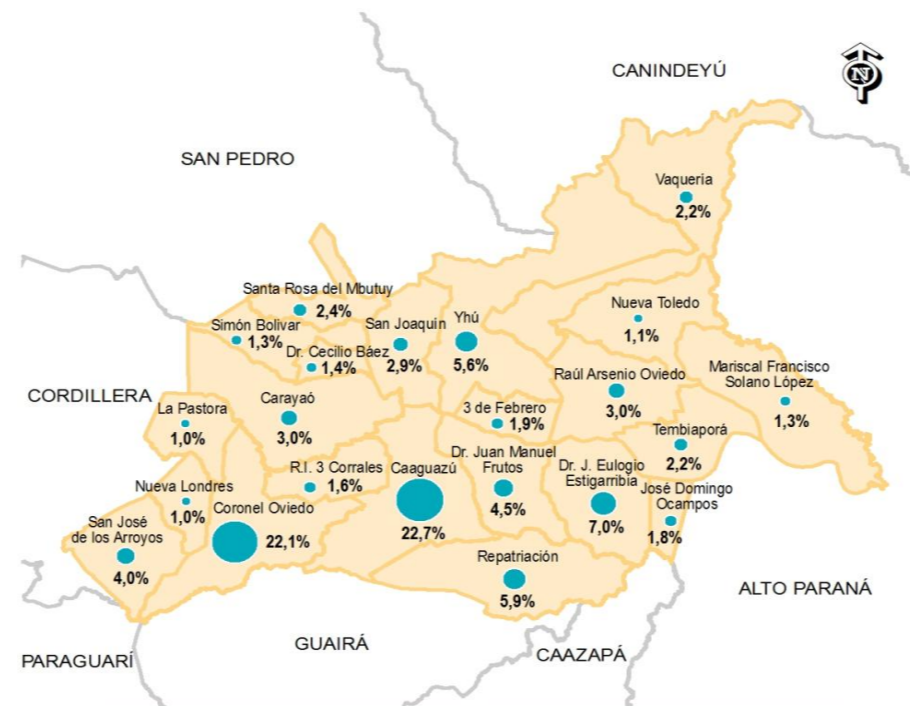 CANINDEYÚ
N
SAN PEDRO
Vaquería
2,2%
Santa Rosa del Mbutuy
2,4%
Nueva Toledo
1,1%
Simón Bolivar
1,3%
San Joaquín
2,9%
Yhú
5,6%
Dr. Cecilio Báez
1,4%
Raúl Arsenio Oviedo
3,0%
Mariscal Francisco
Solano López
1,3%
CORDILLERA
La Pastora
1,0%
Carayaó
3,0%
3 de Febrero
1,9%
Tembiaporá
2,2%
R.I. 3 Corrales
1,6%
Caaguazú
22,7%
Dr. Juan Manuel
Frutos
4,5%
Dr. J. Eulogio
Estigarribia
7,0%
José Domingo
Ocampos
1,8%
Nueva Londres
1,0%
Coronel Oviedo
22,1%
San José
de los Arroyos
4,0%
Repatriación
5,9%
ALTO PARANÁ
GUAIRÁ
CAAZAPÁ
PARAGUARÍ